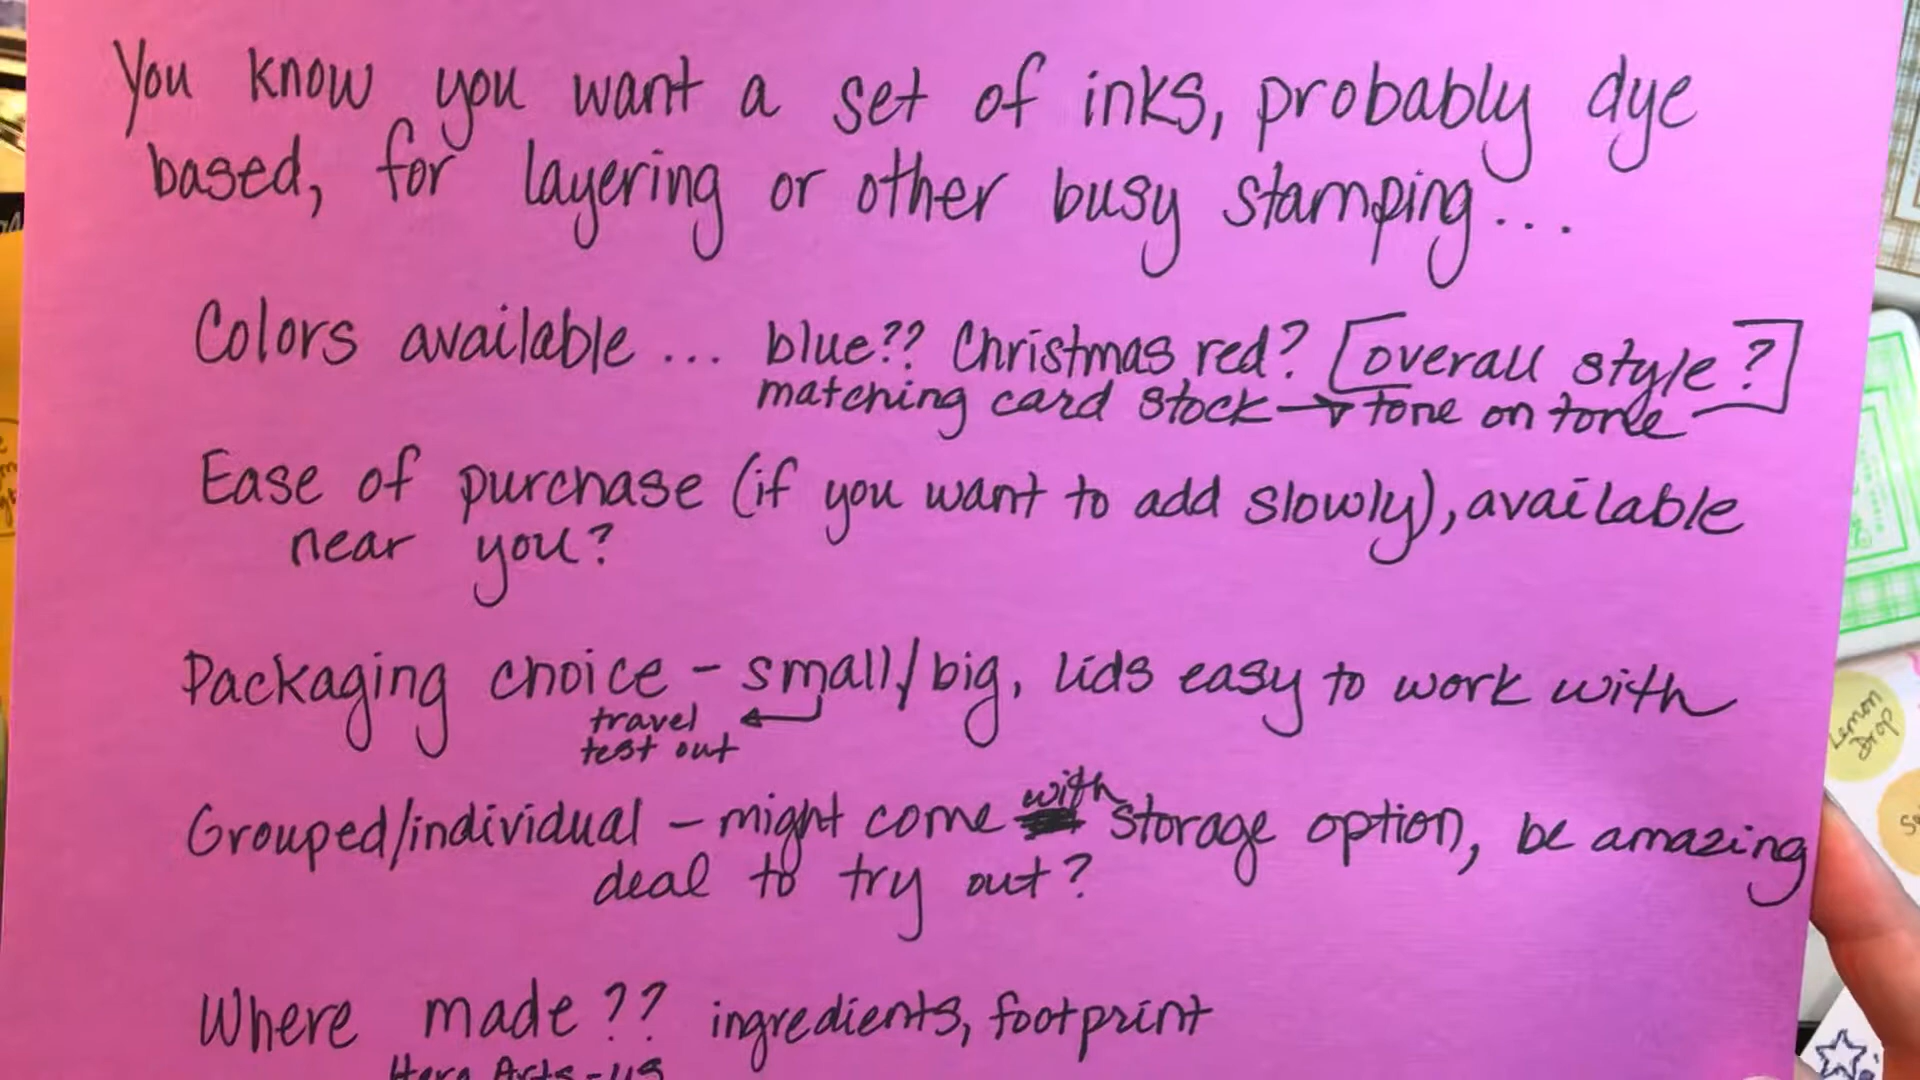 You know you want a set of inks, probably dye
based, for layering or other busy stamping...
Colors available ... blue?? Christmas red? [overall style?]
matching card stock → tone on tone
Ease of purchase (if you want to add slowly), available
near you?
Packaging choice - small/big, lids easy to work with
travel ←
test out
Grouped/individual - might come with storage option, be amazing
deal to try out?
Where made?? ingredients, footprint
Hero Arts - US
Lemon
Drop